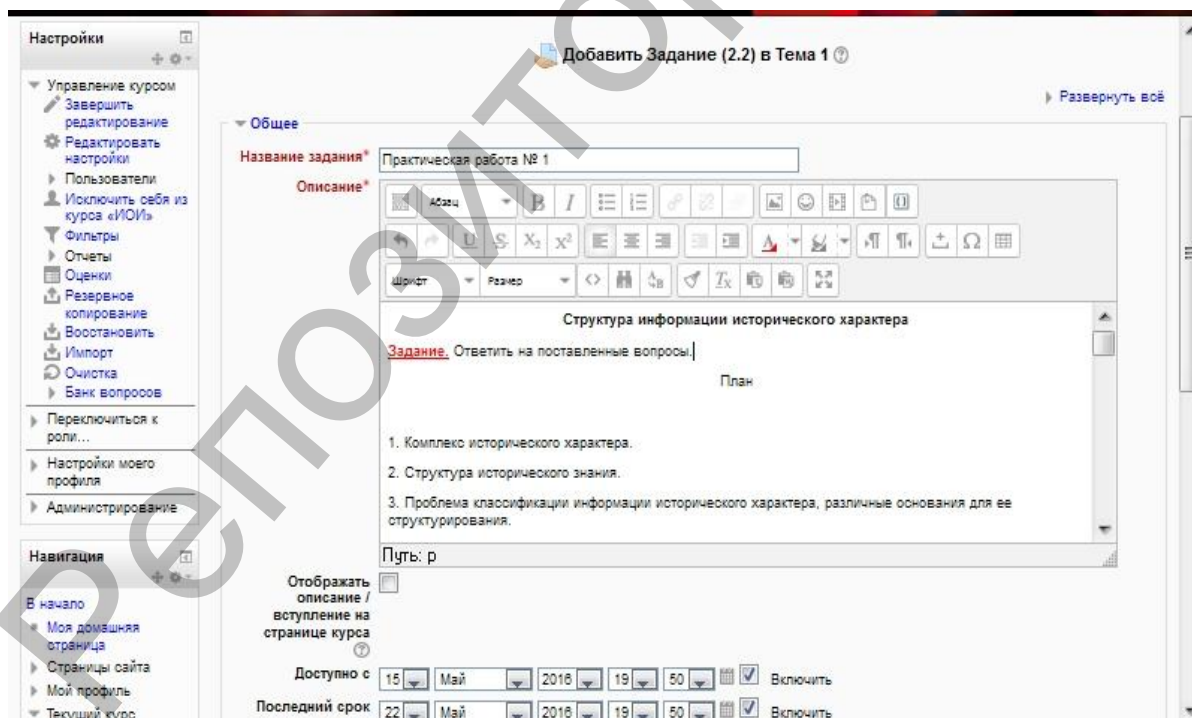 Настройки
Управление курсом
Завершить
редактирование
Редактировать
настройки
Пользователи
Исключить себя из
курса «ИОИ»
Фильтры
Отчеты
Оценки
Резервное
копирование
Восстановить
Импорт
Очистка
Банк вопросов
Переключиться к
роли...
Настройки моего
профиля
Администрирование
Навигация
В начало
Моя домашняя
страница
Страницы сайта
Мой профиль
Текущий курс
Добавить Задание (2.2) в Тема 1
Развернуть всё
Общее
Название задания* Практическая работа № 1
Описание*
Абзац
Шрифт Размер
Структура информации исторического характера
Задание. Ответить на поставленные вопросы.
План
1. Комплекс исторического характера.
2. Структура исторического знания.
3. Проблема классификации информации исторического характера, различные основания для ее
структурирования.
Путь: p
Отображать
описание /
вступление на
странице курса
Доступно с 15 Май 2016 19 50 Включить
Последний срок 22 Май 2016 19 50 Включить